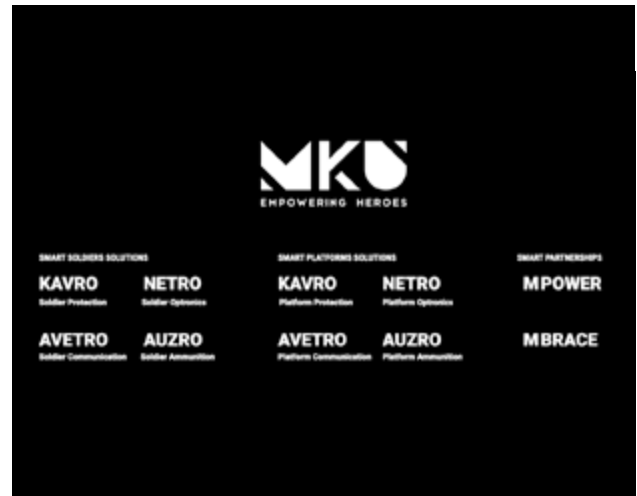 MKU
EMPOWERING HEROES
SMART SOLDIERS SOLUTIONS
KAVRO
Soldier Protection
NETRO
Soldier Optronics
AVETRO
Soldier Communication
AUZRO
Soldier Ammunition
SMART PLATFORMS SOLUTIONS
KAVRO
Platform Protection
NETRO
Platform Optronics
AVETRO
Platform Communication
AUZRO
Platform Ammunition
SMART PARTNERSHIPS
MPOWER
MBRACE